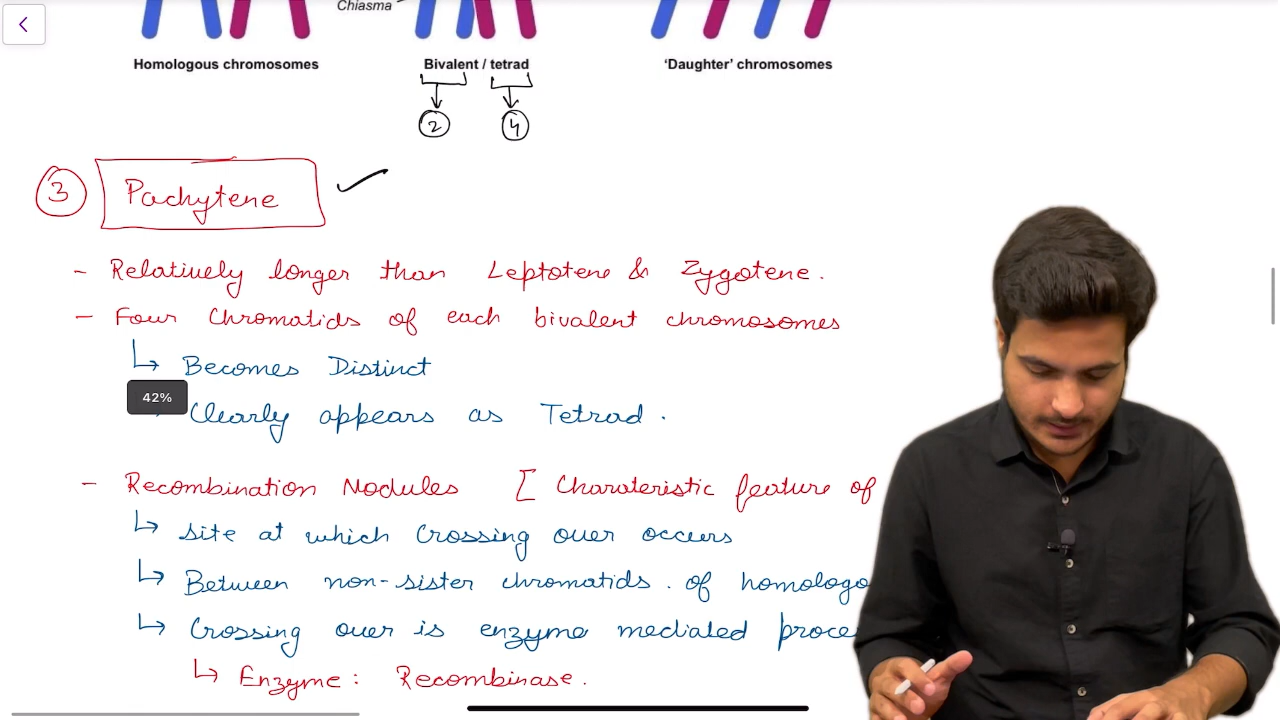 Chiasma
Homologous chromosomes
Bivalent / tetrad
'Daughter' chromosomes
2
4
3 Pachytene
- Relatively longer than Leptotene & Zygotene.
- Four Chromatids of each bivalent chromosomes
Becomes Distinct
42%
Clearly appears as Tetrad.
- Recombination Nodules [ Charateristic feature of
site at which Crossing over occurs
Between non-sister chromatids. of homologo
Crossing over is enzyme mediated proce
Enzyme: Recombinase.